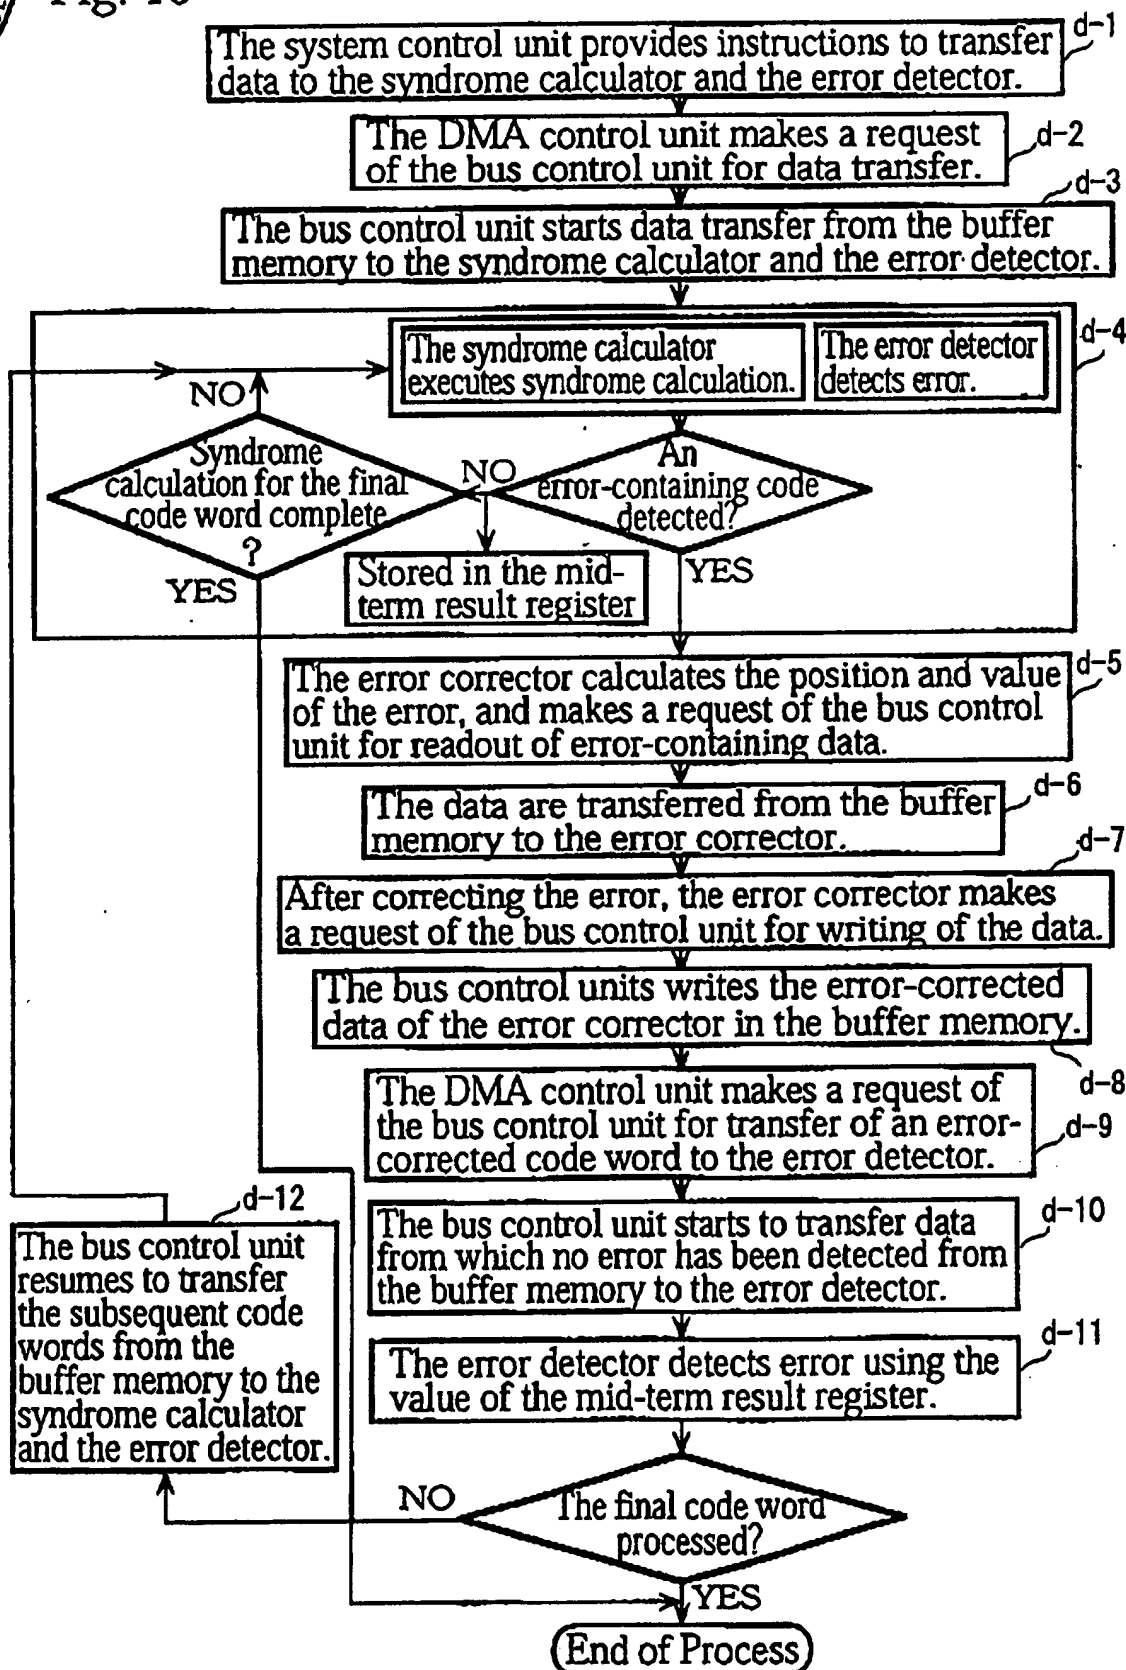 Fig. 10
d-1
The system control unit provides instructions to transfer
data to the syndrome calculator and the error detector.
The DMA control unit makes a request
of the bus control unit for data transfer.
d-2
d-3
The bus control unit starts data transfer from the buffer
memory to the syndrome calculator and the error detector.
d-4
The syndrome calculator
executes syndrome calculation.
The error detector
detects error.
NO
Syndrome
calculation for the final
code word complete
?
NO
An
error-containing code
detected?
YES
Stored in the mid-
term result register
YES
d-5
The error corrector calculates the position and value
of the error, and makes a request of the bus control
unit for readout of error-containing data.
d-6
The data are transferred from the buffer
memory to the error corrector.
d-7
After correcting the error, the error corrector makes
a request of the bus control unit for writing of the data.
The bus control units writes the error-corrected
data of the error corrector in the buffer memory.
d-8
The DMA control unit makes a request of
the bus control unit for transfer of an error-
corrected code word to the error detector.
d-9
d-10
The bus control unit starts to transfer data
from which no error has been detected from
the buffer memory to the error detector.
d-11
The error detector detects error using the
value of the mid-term result register.
d-12
The bus control unit
resumes to transfer
the subsequent code
words from the
buffer memory to the
syndrome calculator
and the error detector.
NO
The final code word
processed?
YES
End of Process